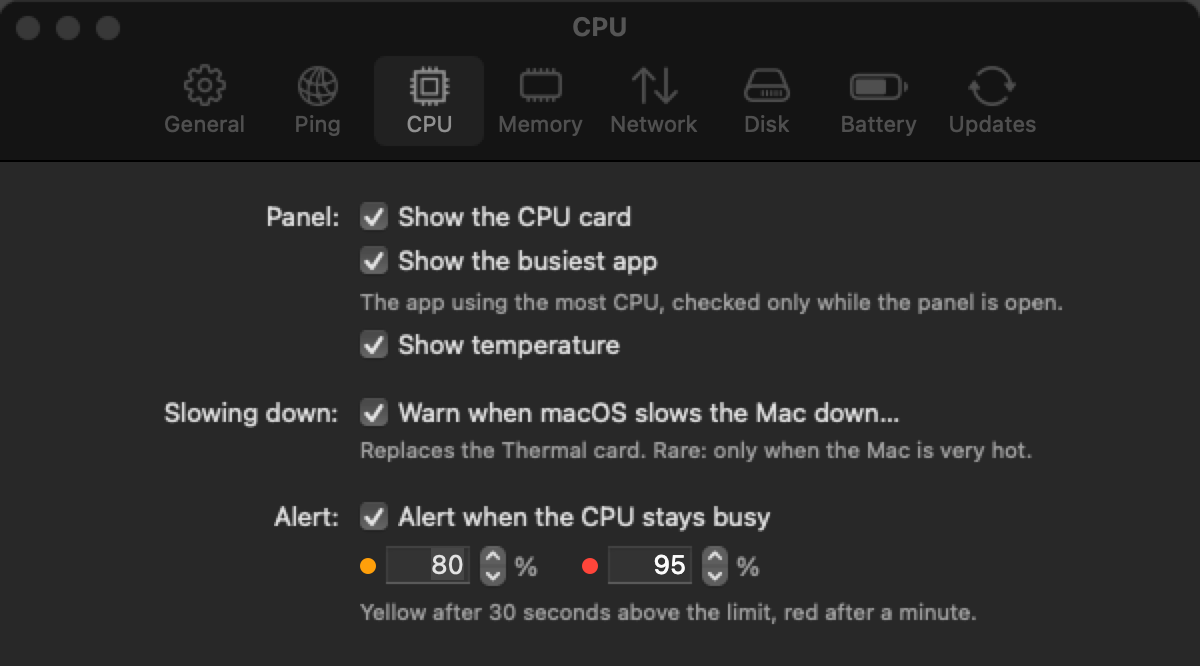 CPU
General Ping CPU Memory Network Disk Battery Updates
Panel: Show the CPU card
Show the busiest app
The app using the most CPU, checked only while the panel is open.
Show temperature
Slowing down: Warn when macOS slows the Mac down...
Replaces the Thermal card. Rare: only when the Mac is very hot.
Alert: Alert when the CPU stays busy
80 % 95 %
Yellow after 30 seconds above the limit, red after a minute.